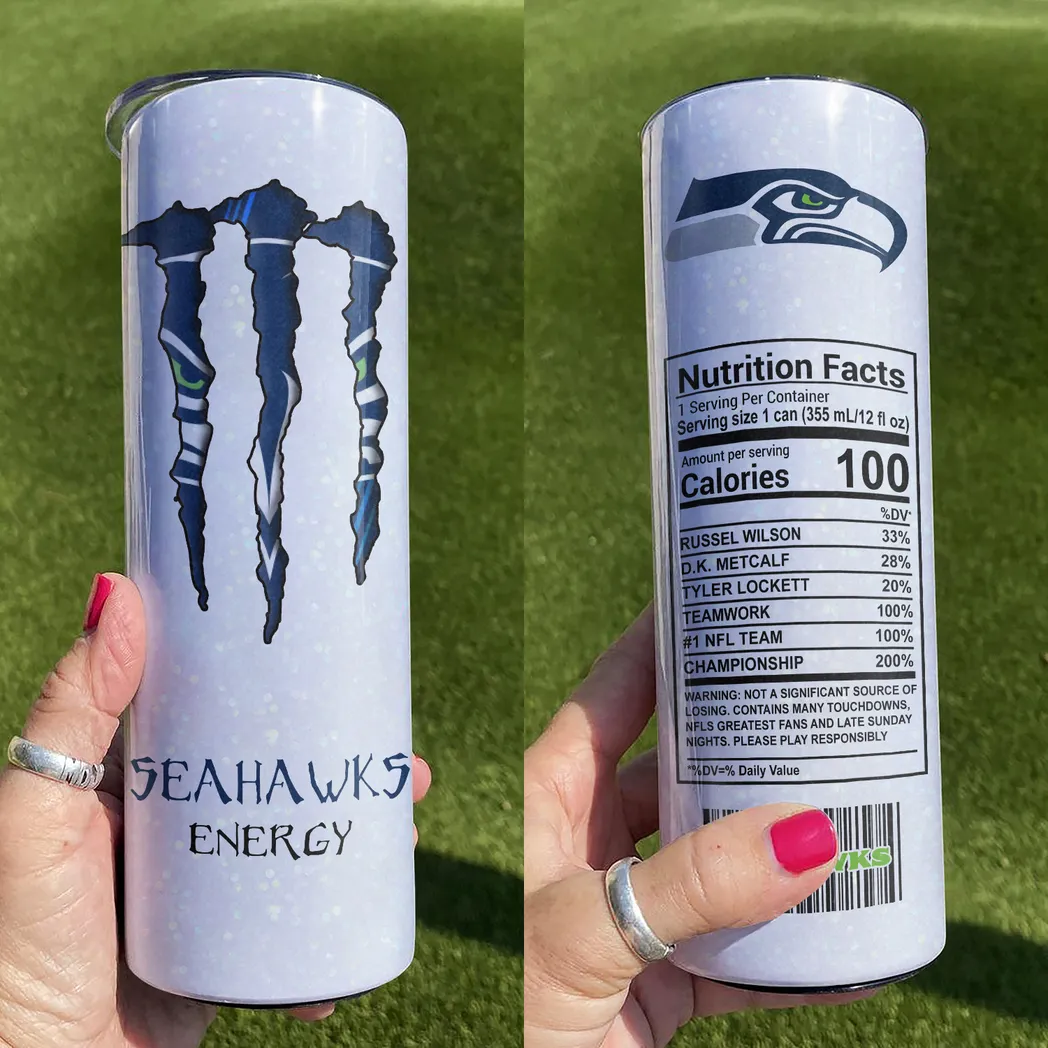 SEAHAWKS
ENERGY
Nutrition Facts
1 Serving Per Container
Serving size 1 can (355 mL/12 fl oz)
Amount per serving
Calories 100
%DV*
RUSSEL WILSON 33%
D.K. METCALF 28%
TYLER LOCKETT 20%
TEAMWORK 100%
#1 NFL TEAM 100%
CHAMPIONSHIP 200%
WARNING: NOT A SIGNIFICANT SOURCE OF
LOSING. CONTAINS MANY TOUCHDOWNS,
NFLS GREATEST FANS AND LATE SUNDAY
NIGHTS. PLEASE PLAY RESPONSIBLY
*%DV=% Daily Value